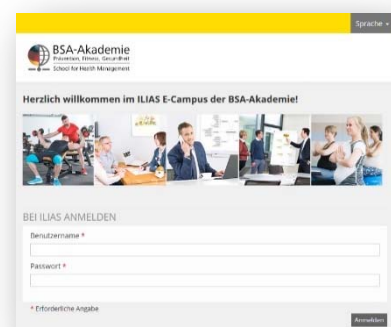 Sprache
BSA-Akademie
Prävention, Fitness, Gesundheit
School for Health Management
Herzlich willkommen im ILIAS E-Campus der BSA-Akademie!
BEI ILIAS ANMELDEN
Benutzername *
Passwort *
* Erforderliche Angabe
Anmelden